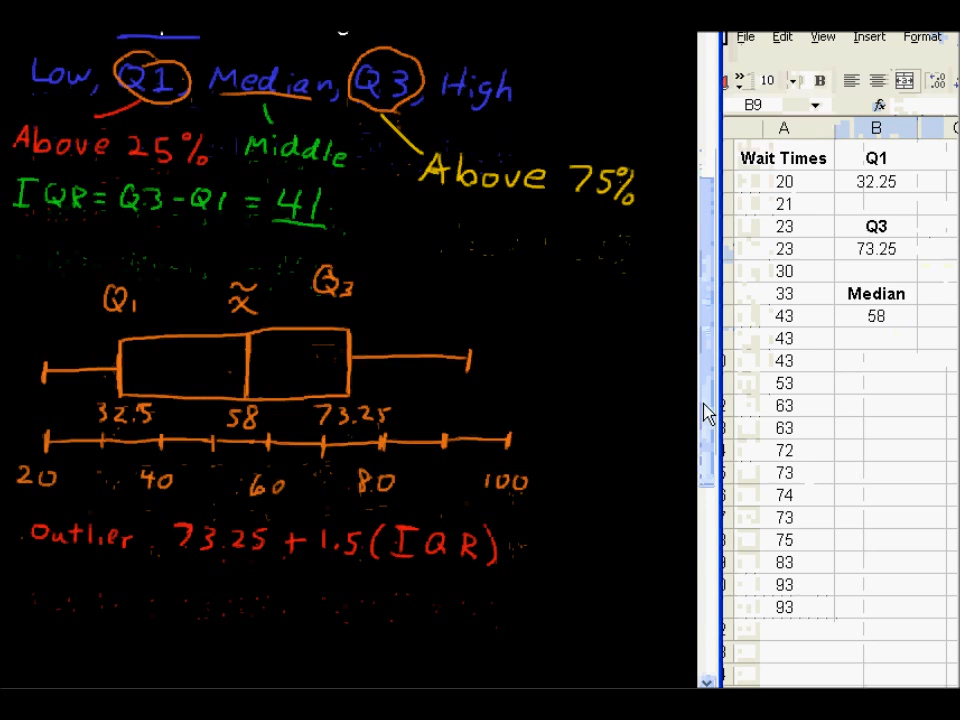 Low, Q1, Median, Q3, High
Above 25% Middle
Above 75%
IQR = Q3 - Q1 = 41
Q1 x̃ Q3
32.5 58 73.25
20 40 60 80 100
Outlier 73.25 + 1.5 (IQR)
File Edit View Insert Format
10 B
B9 fx
A B C
Wait Times Q1
20 32.25
21
23 Q3
23 73.25
30
33 Median
43 58
43
43
53
63
63
72
73
74
73
75
83
93
93